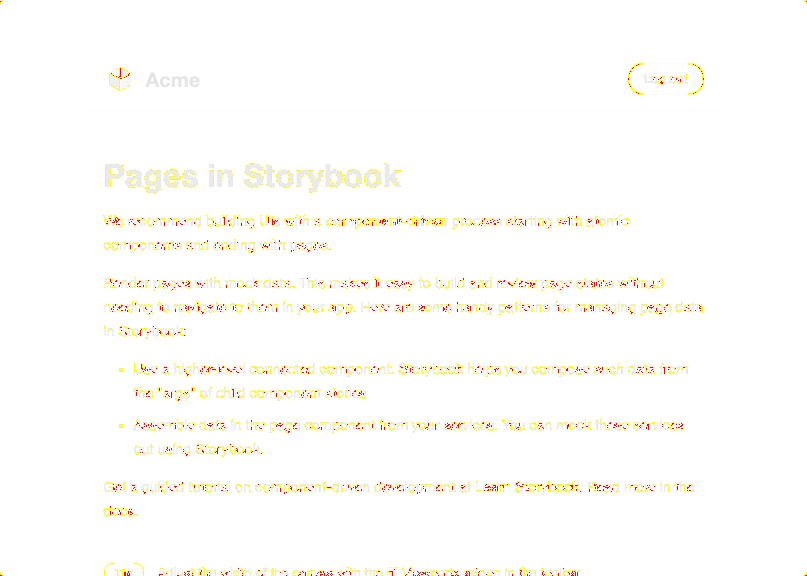 Acme
Log out
Pages in Storybook
We recommend building UIs with a component-driven process starting with atomic
components and ending with pages.
Render pages with mock data. This makes it easy to build and review page states without
needing to navigate to them in your app. Here are some handy patterns for managing page data
in Storybook:
Use a higher-level connected component. Storybook helps you compose such data from
the "args" of child component stories
Assemble data in the page component from your services. You can mock these services
out using Storybook.
Get a guided tutorial on component-driven development at Learn Storybook. Read more in the
docs.
Tip Adjust the width of the canvas with the Viewports addon in the toolbar